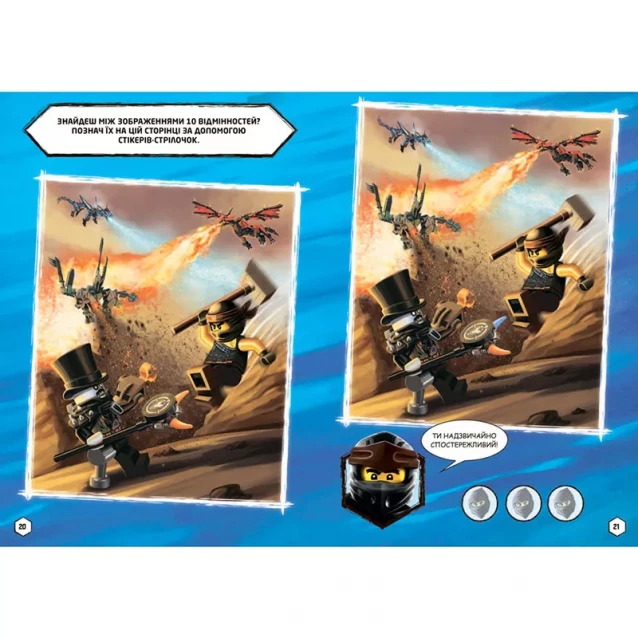 ЗНАЙДЕШ МІЖ ЗОБРАЖЕННЯМИ 10 ВІДМІННОСТЕЙ?
ПОЗНАЧ ЇХ НА ЦІЙ СТОРІНЦІ ЗА ДОПОМОГОЮ
СТІКЕРІВ-СТРІЛОЧОК.
ТИ НАДЗВИЧАЙНО
СПОСТЕРЕЖЛИВИЙ!
20
21